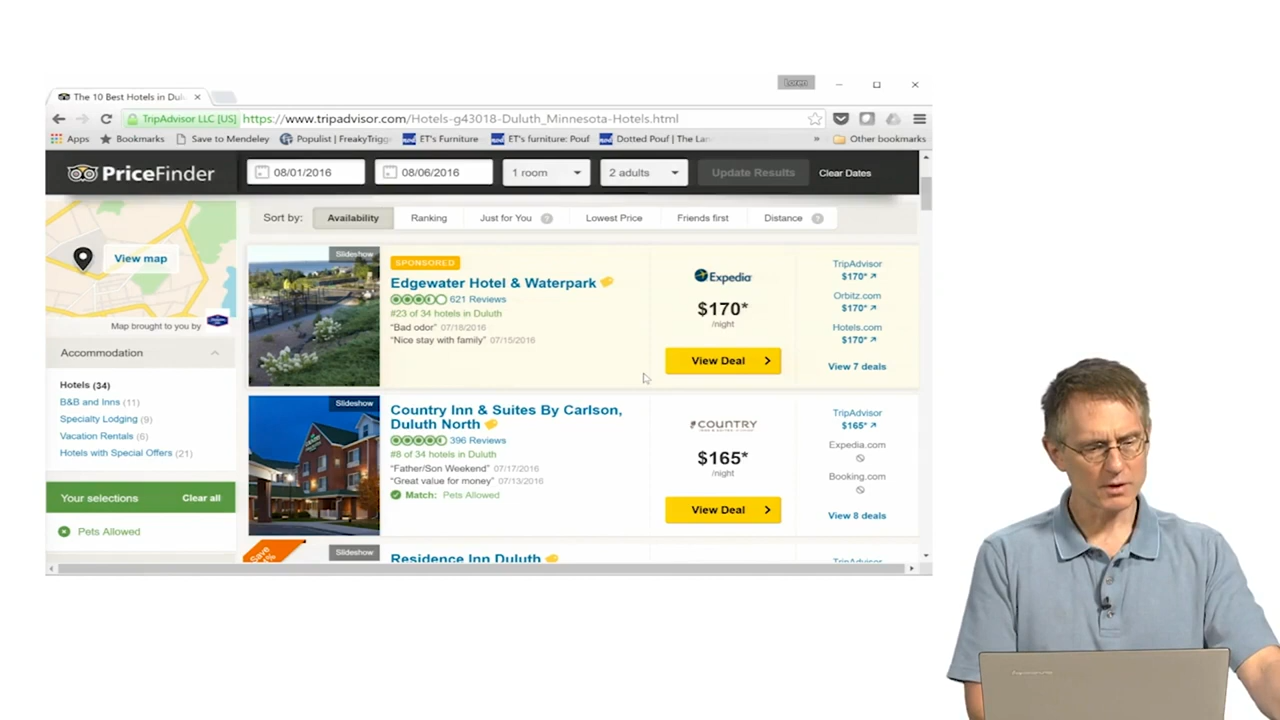 Loren
The 10 Best Hotels in Dul
TripAdvisor LLC [US] https://www.tripadvisor.com/Hotels-g43018-Duluth_Minnesota-Hotels.html
Apps Bookmarks Save to Mendeley Populist | FreakyTrigg ET's Furniture ET's furniture: Pouf Dotted Pouf | The Lan » Other bookmarks
PriceFinder 08/01/2016 08/06/2016 1 room 2 adults Update Results Clear Dates
Sort by: Availability Ranking Just for You ? Lowest Price Friends first Distance ?
View map
Map brought to you by
Accommodation
Hotels (34)
B&B and Inns (11)
Specialty Lodging (9)
Vacation Rentals (6)
Hotels with Special Offers (21)
Your selections Clear all
Pets Allowed
Slideshow
SPONSORED
Edgewater Hotel & Waterpark
621 Reviews
#23 of 34 hotels in Duluth
"Bad odor" 07/18/2016
"Nice stay with family" 07/15/2016
Expedia
$170*
/night
View Deal
TripAdvisor
$170*
Orbitz.com
$170*
Hotels.com
$170*
View 7 deals
Slideshow
Country Inn & Suites By Carlson,
Duluth North
396 Reviews
#8 of 34 hotels in Duluth
"Father/Son Weekend" 07/17/2016
"Great value for money" 07/13/2016
Match: Pets Allowed
COUNTRY
$165*
/night
View Deal
TripAdvisor
$165*
Expedia.com
Booking.com
View 8 deals
Save
Slideshow
Residence Inn Duluth
TripAdvisor